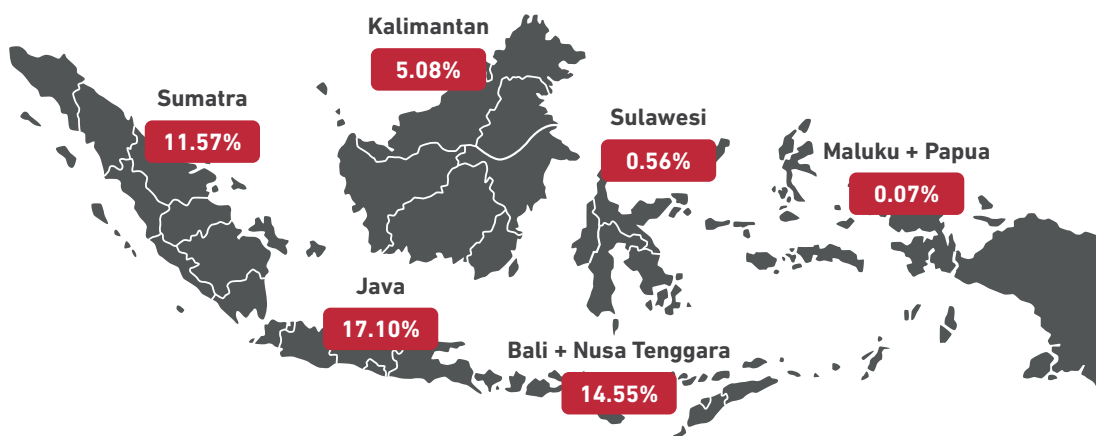 Kalimantan
5.08%
Sumatra
11.57%
Sulawesi
0.56%
Maluku + Papua
0.07%
Java
17.10%
Bali + Nusa Tenggara
14.55%